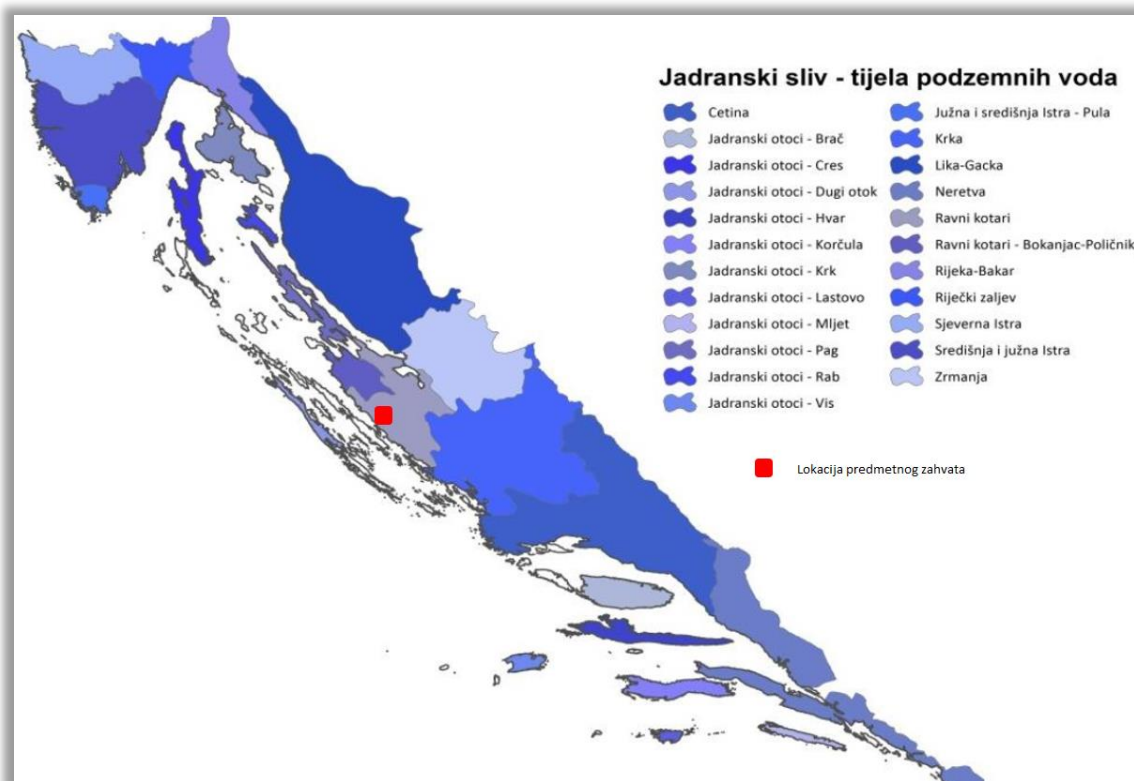 Jadranski sliv - tijela podzemnih voda
Cetina
Jadranski otoci - Brač
Jadranski otoci - Cres
Jadranski otoci - Dugi otok
Jadranski otoci - Hvar
Jadranski otoci - Korčula
Jadranski otoci - Krk
Jadranski otoci - Lastovo
Jadranski otoci - Mljet
Jadranski otoci - Pag
Jadranski otoci - Rab
Jadranski otoci - Vis
Južna i središnja Istra - Pula
Krka
Lika-Gacka
Neretva
Ravni kotari
Ravni kotari - Bokanjac-Poličnik
Rijeka-Bakar
Riječki zaljev
Sjeverna Istra
Središnja i južna Istra
Zrmanja
Lokacija predmetnog zahvata